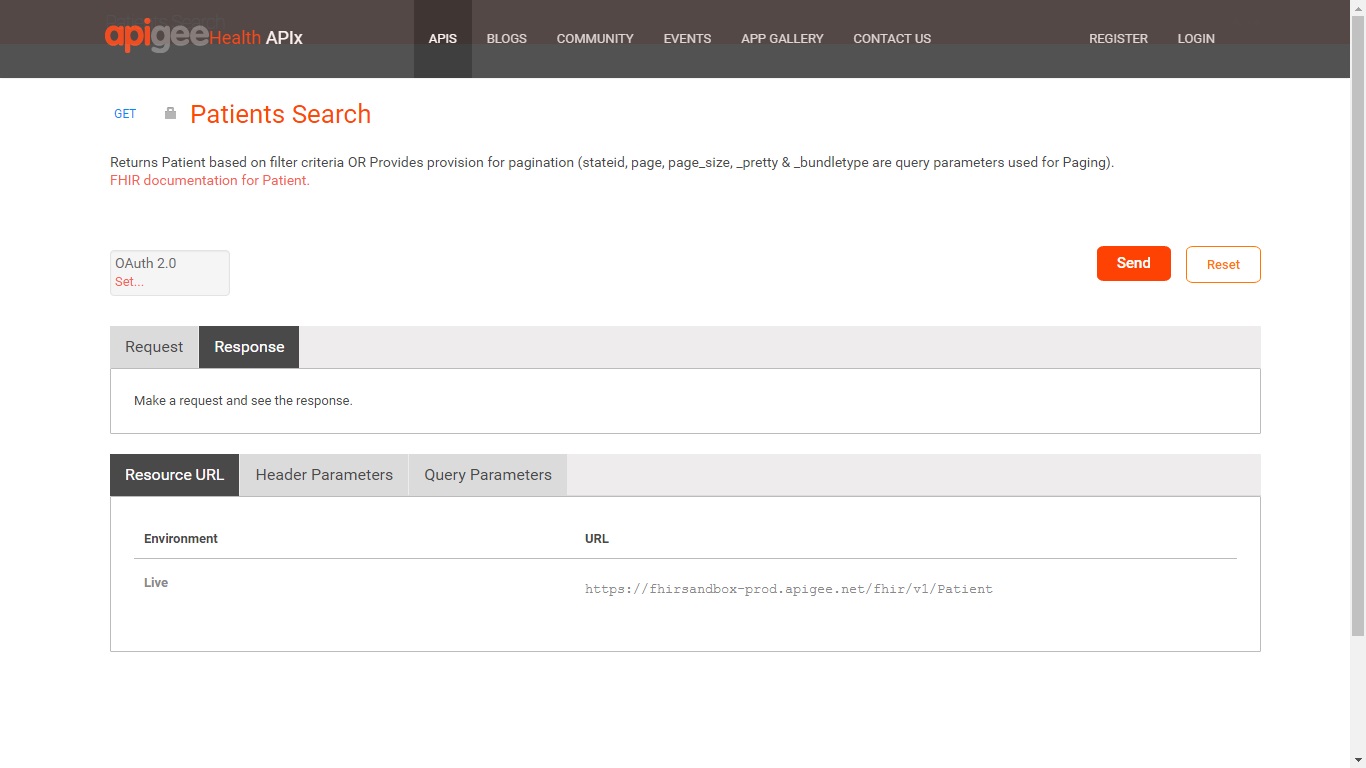 Patients Search
apigee Health APIx
APIS BLOGS COMMUNITY EVENTS APP GALLERY CONTACT US REGISTER LOGIN
GET Patients Search
Returns Patient based on filter criteria OR Provides provision for pagination (stateid, page, page_size, _pretty & _bundletype are query parameters used for Paging).
FHIR documentation for Patient.
OAuth 2.0
Set...
Send Reset
Request Response
Make a request and see the response.
Resource URL Header Parameters Query Parameters
Environment URL
Live https://fhirsandbox-prod.apigee.net/fhir/v1/Patient